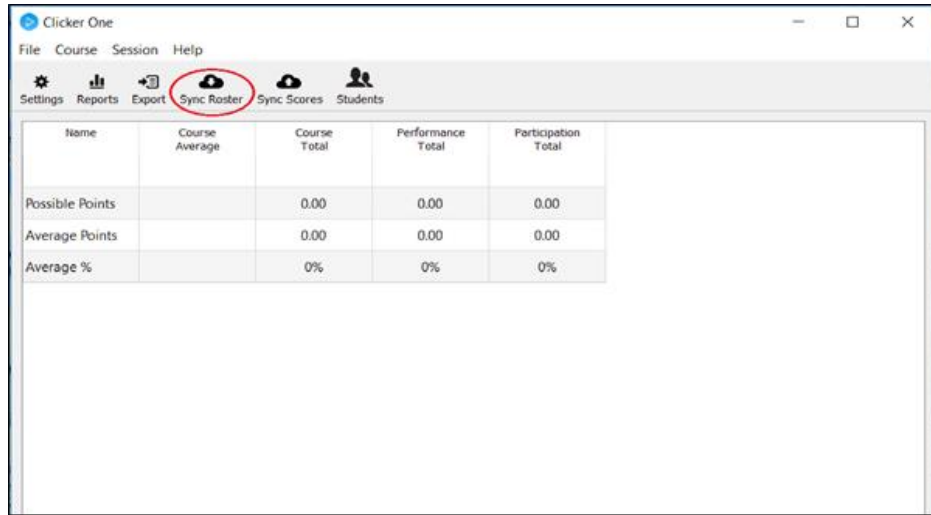 Clicker One
File Course Session Help
Settings Reports Export Sync Roster Sync Scores Students
Name Course Average Course Total Performance Total Participation Total
Possible Points 0.00 0.00 0.00
Average Points 0.00 0.00 0.00
Average % 0% 0% 0%